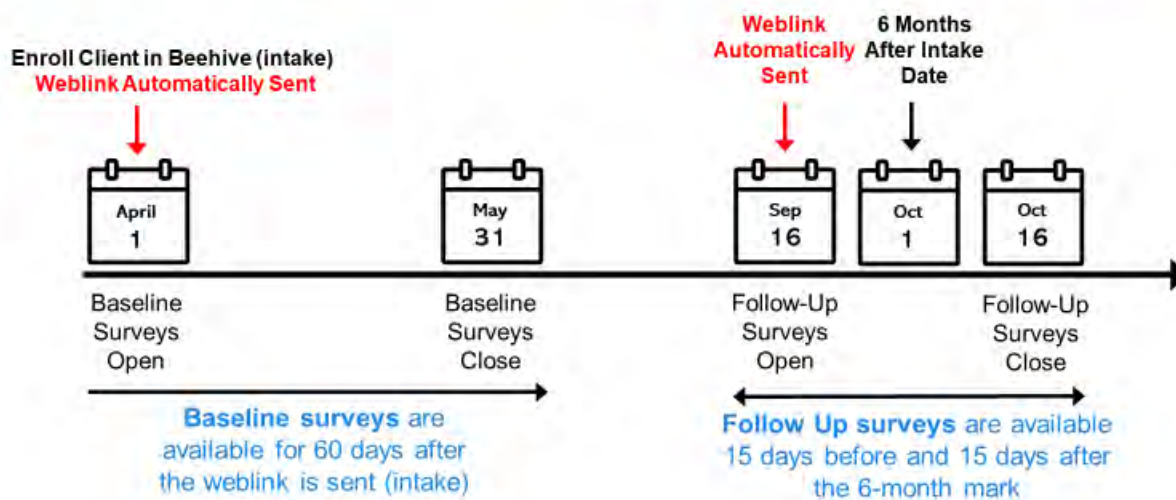 Enroll Client in Beehive (intake)
Weblink Automatically Sent
Weblink
Automatically
Sent
6 Months
After Intake
Date
April
1
May
31
Sep
16
Oct
1
Oct
16
Baseline
Surveys
Open
Baseline
Surveys
Close
Follow-Up
Surveys
Open
Follow-Up
Surveys
Close
Baseline surveys are
available for 60 days after
the weblink is sent (intake)
Follow Up surveys are available
15 days before and 15 days after
the 6-month mark